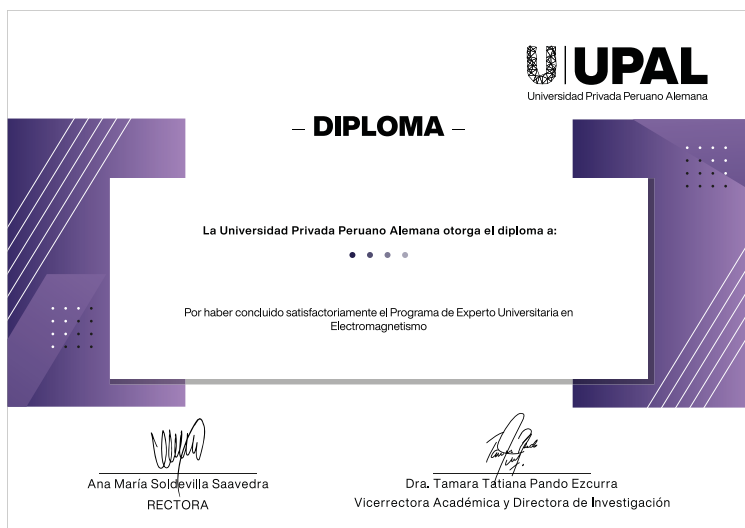 UPAL
Universidad Privada Peruano Alemana
– DIPLOMA –
La Universidad Privada Peruano Alemana otorga el diploma a:
Por haber concluido satisfactoriamente el Programa de Experto Universitaria en
Electromagnetismo
Ana María Soldevilla Saavedra
RECTORA
Dra. Tamara Tatiana Pando Ezcurra
Vicerrectora Académica y Directora de Investigación